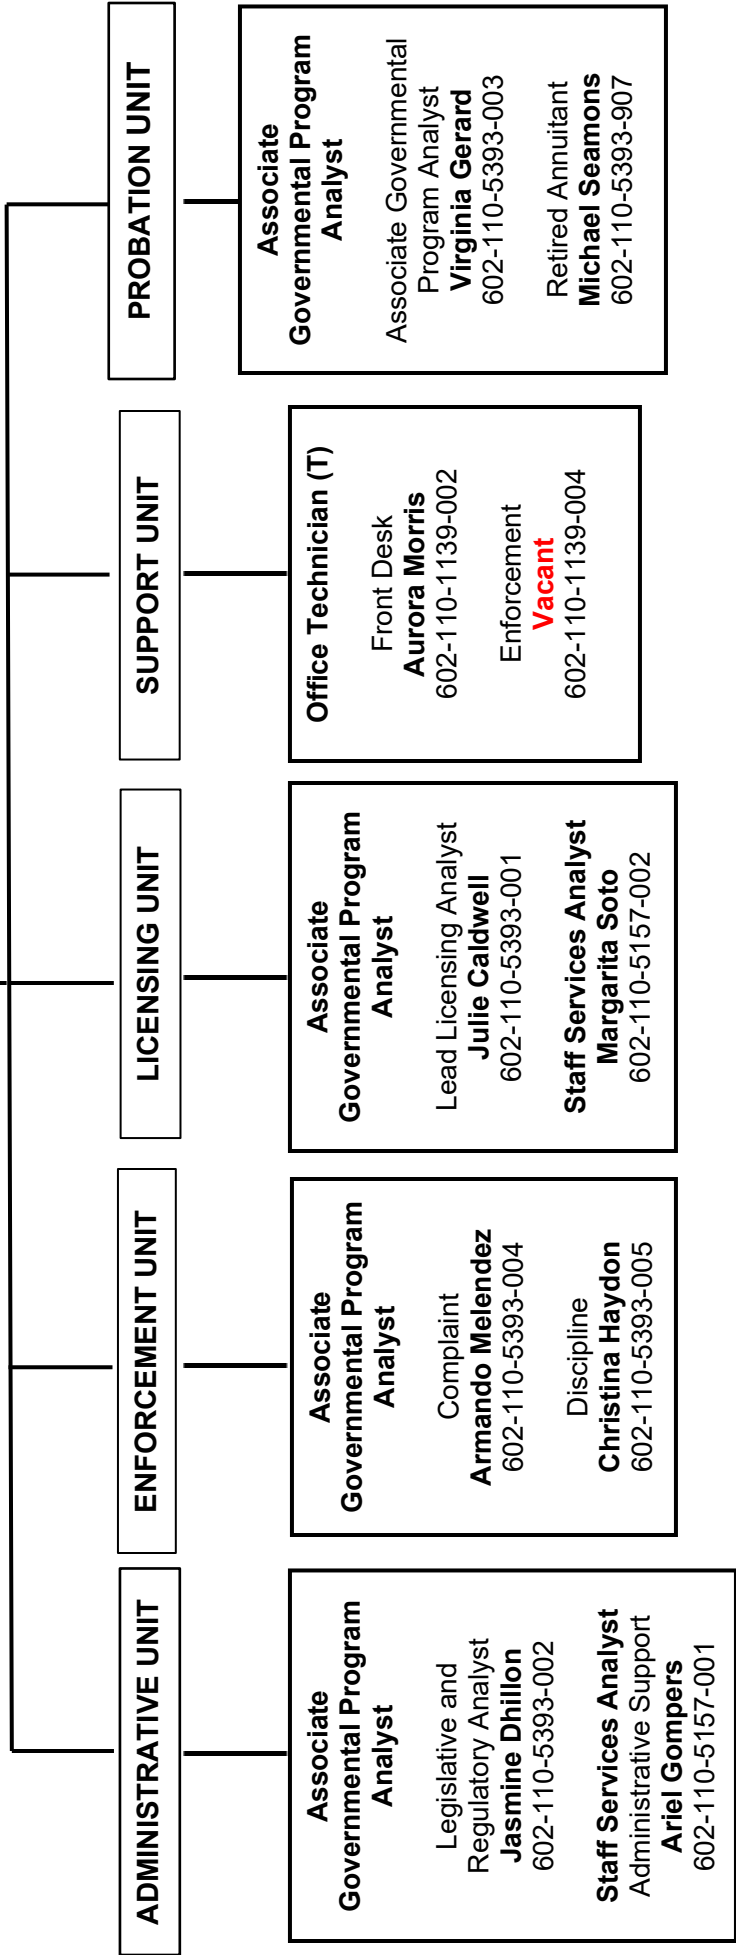 ADMINISTRATIVE UNIT
Associate
Governmental Program
Analyst
Legislative and
Regulatory Analyst
Jasmine Dhillon
602-110-5393-002
Staff Services Analyst
Administrative Support
Ariel Gompers
602-110-5157-001
ENFORCEMENT UNIT
Associate
Governmental Program
Analyst
Complaint
Armando Melendez
602-110-5393-004
Discipline
Christina Haydon
602-110-5393-005
LICENSING UNIT
Associate
Governmental Program
Analyst
Lead Licensing Analyst
Julie Caldwell
602-110-5393-001
Staff Services Analyst
Margarita Soto
602-110-5157-002
SUPPORT UNIT
Office Technician (T)
Front Desk
Aurora Morris
602-110-1139-002
Enforcement
Vacant
602-110-1139-004
PROBATION UNIT
Associate
Governmental Program
Analyst
Associate Governmental
Program Analyst
Virginia Gerard
602-110-5393-003
Retired Annuitant
Michael Seamons
602-110-5393-907